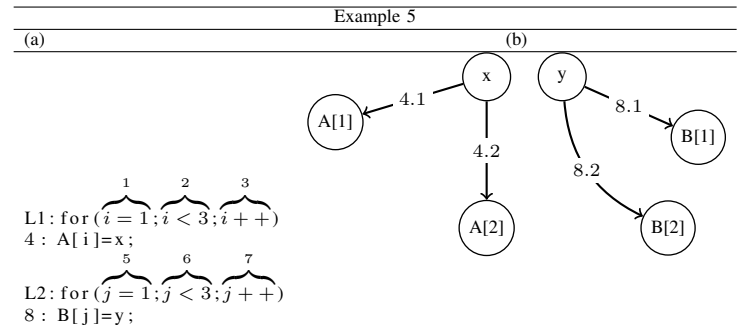 Example 5
(a) (b)
x y
4.1 8.1
A[1] B[1]
4.2 8.2
A[2] B[2]
1 2 3
L1:for(i = 1;i < 3;i + +)
4: A[i]=x;
5 6 7
L2:for(j = 1;j < 3;j + +)
8: B[j]=y;